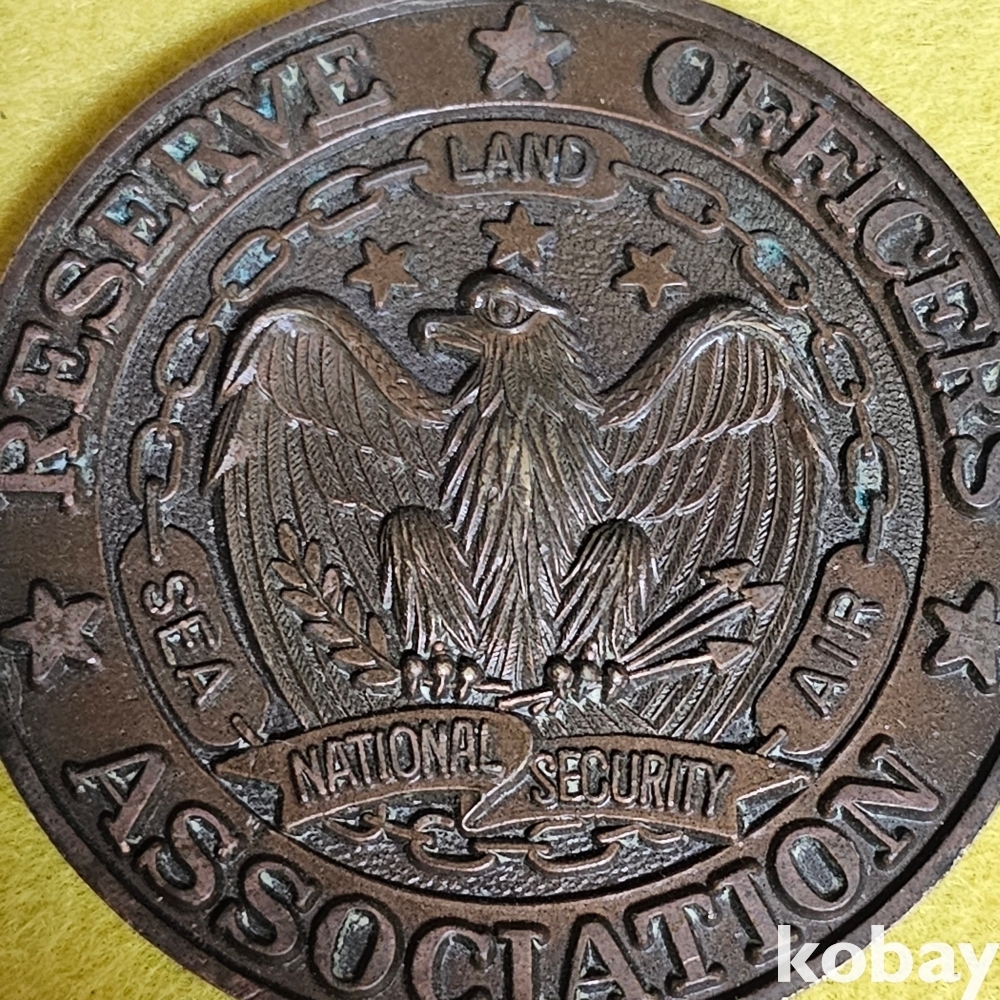 RESERVE OFFICERS
ASSOCIATION
LAND
SEA
AIR
NATIONAL SECURITY
kobay